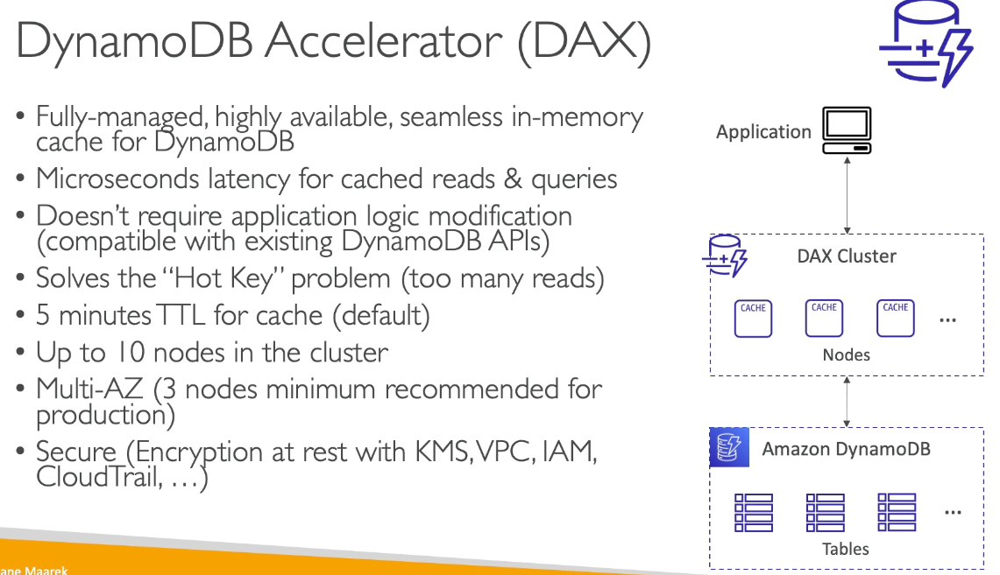 DynamoDB Accelerator (DAX)
• Fully-managed, highly available, seamless in-memory
cache for DynamoDB
• Microseconds latency for cached reads & queries
• Doesn't require application logic modification
(compatible with existing DynamoDB APIs)
• Solves the “Hot Key” problem (too many reads)
• 5 minutes TTL for cache (default)
• Up to 10 nodes in the cluster
• Multi-AZ (3 nodes minimum recommended for
production)
• Secure (Encryption at rest with KMS, VPC, IAM,
CloudTrail, …)
Application
DAX Cluster
CACHE
CACHE
CACHE
...
Nodes
Amazon DynamoDB
...
Tables
ane Maarek